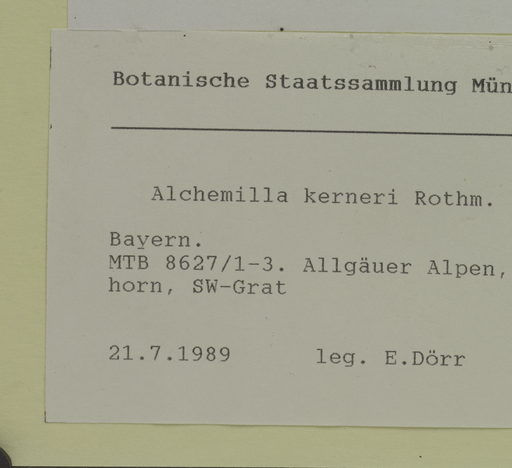 Botanische Staatssammlung Mün
Alchemilla kerneri Rothm.
Bayern.
MTB 8627/1-3. Allgäuer Alpen,
horn, SW-Grat
21.7.1989 leg. E.Dörr